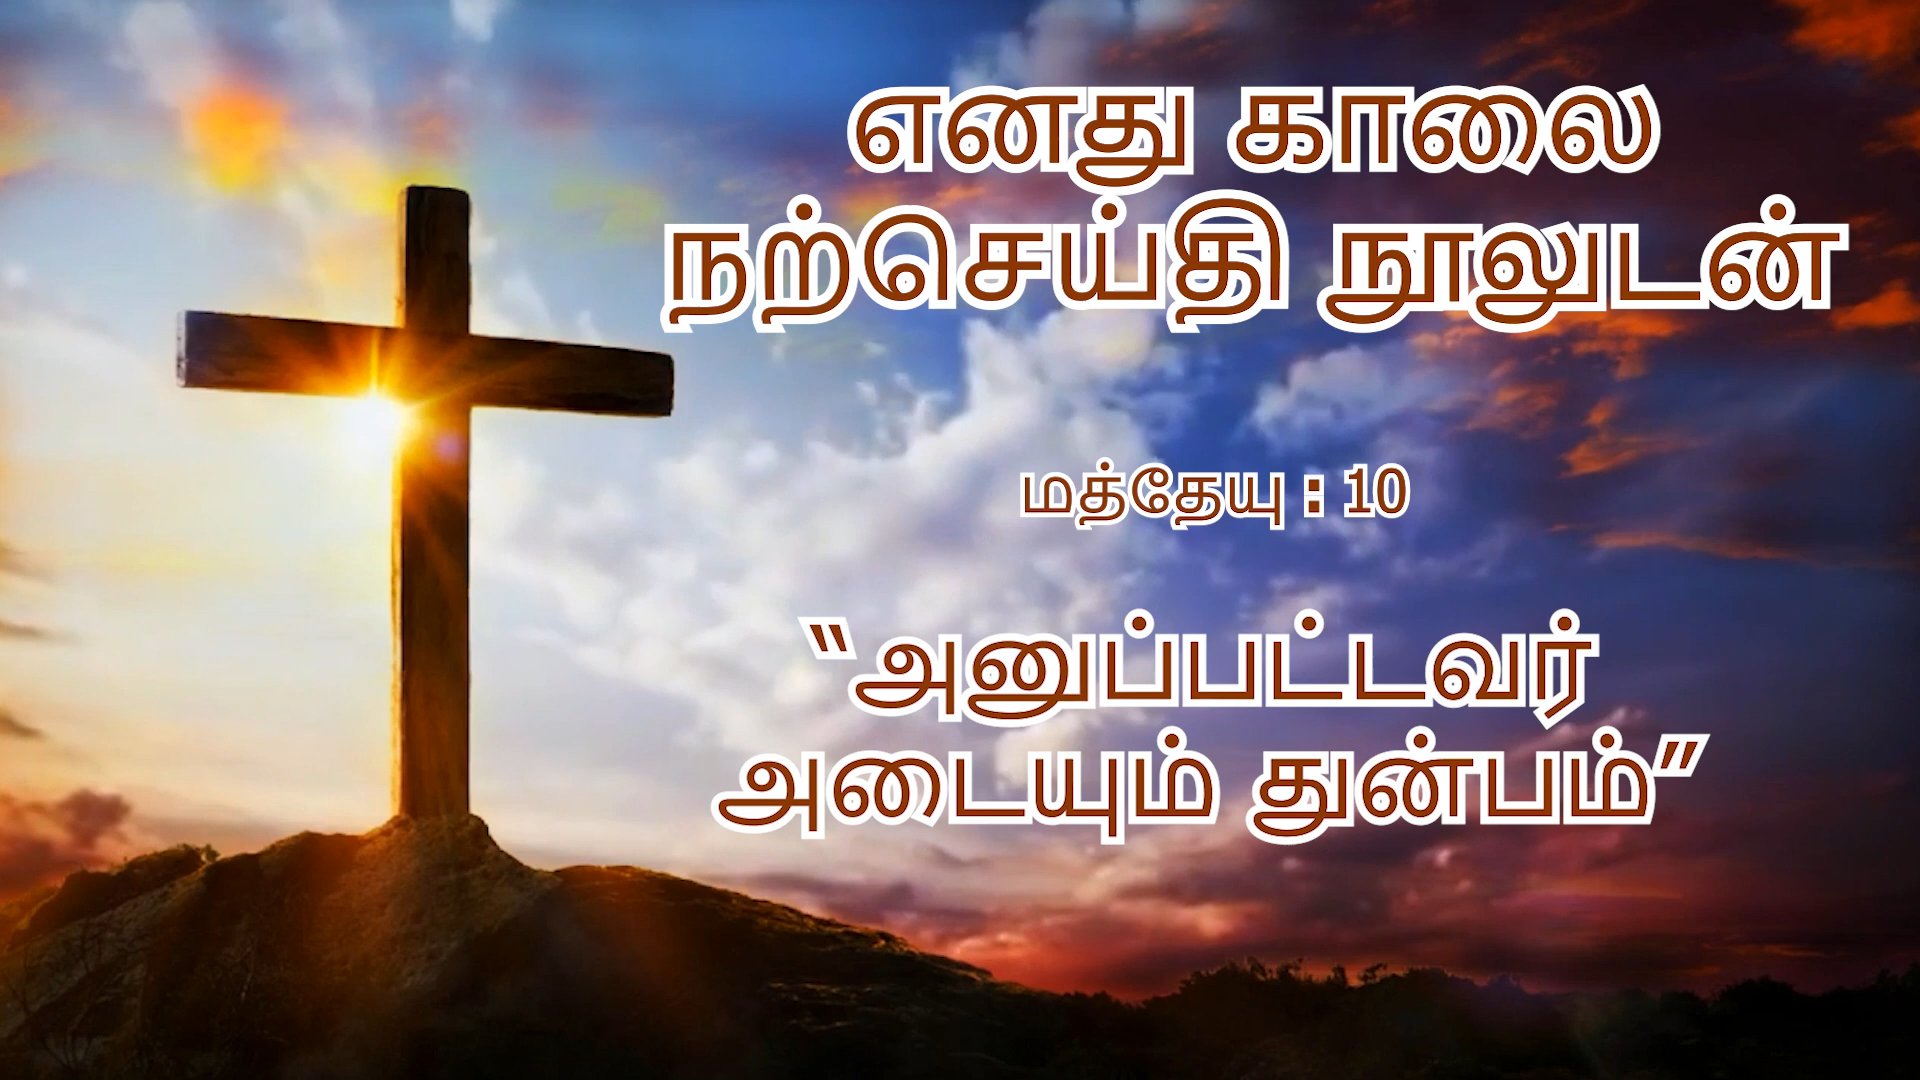 எனது காலை
நற்செய்தி நூலுடன்
மத்தேயு : 10
“அனுப்பட்டவர்
அடையும் துன்பம்”